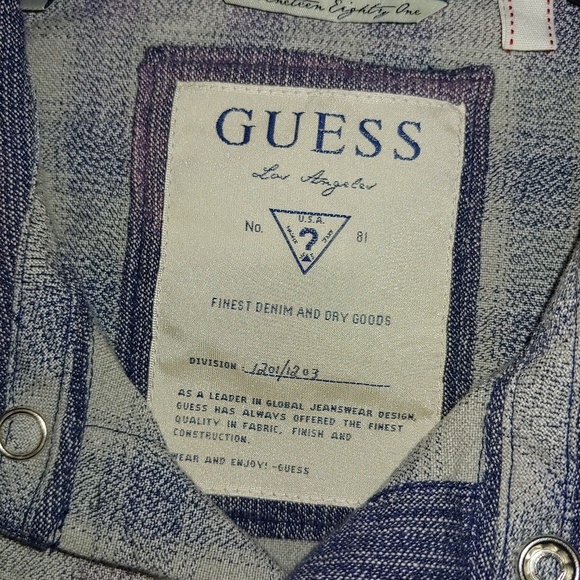 Nineteen Eighty One
GUESS
Los Angeles
U.S.A.
No. ? 81
FINEST DENIM AND DRY GOODS
DIVISION : 1201/1203
AS A LEADER IN GLOBAL JEANSWEAR DESIGN,
GUESS HAS ALWAYS OFFERED THE FINEST
QUALITY IN FABRIC, FINISH AND
CONSTRUCTION.
WEAR AND ENJOY! -GUESS